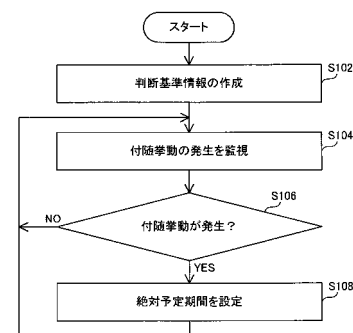 スタート
S102
判断基準情報の作成
S104
付随挙動の発生を監視
S106
付随挙動が発生？
NO
YES
S108
絶対予定期間を設定